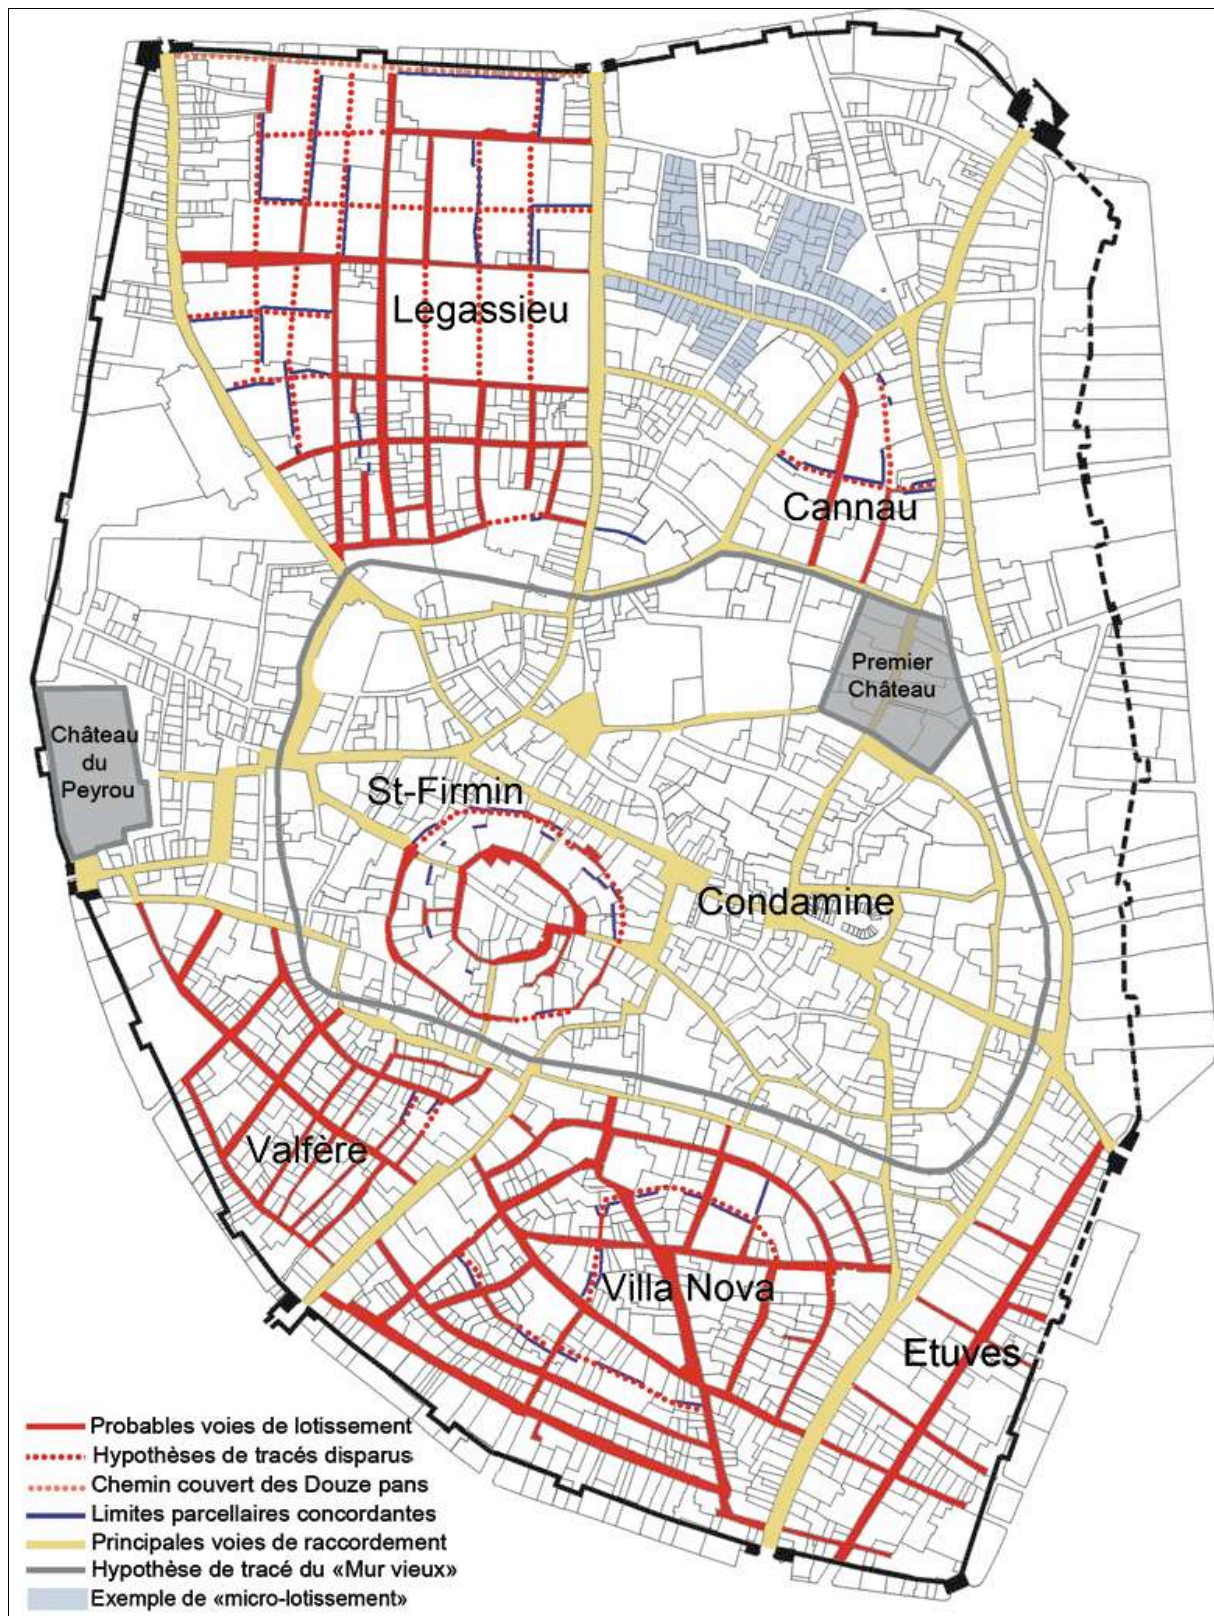 Legassieu
Cannau
Premier
Château
Château
du
Peyrou
St-Firmin
Condamine
Valfère
Villa Nova
Etuves
Probables voies de lotissement
Hypothèses de tracés disparus
Chemin couvert des Douze pans
Limites parcellaires concordantes
Principales voies de raccordement
Hypothèse de tracé du «Mur vieux»
Exemple de «micro-lotissement»